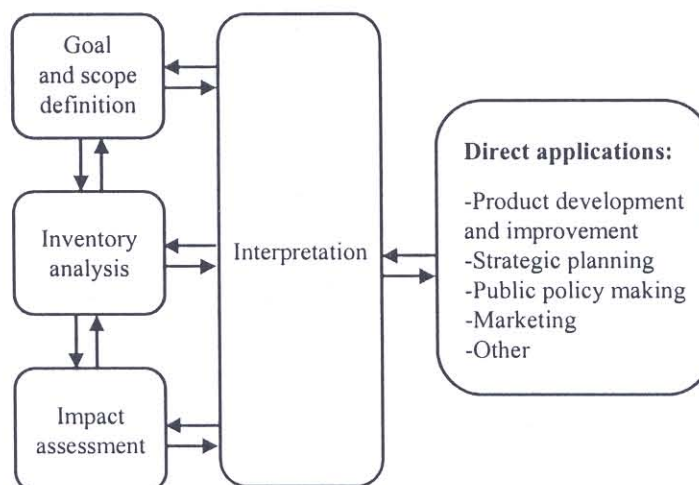 Goal
and scope
definition
Inventory
analysis
Impact
assessment
Interpretation
Direct applications:
-Product development
and improvement
-Strategic planning
-Public policy making
-Marketing
-Other